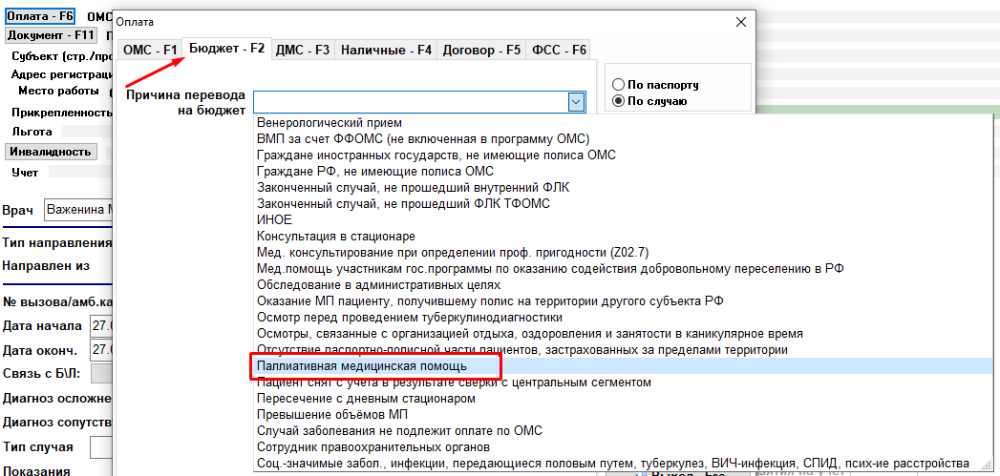 Оплата - F6
ОМС
Документ - F11
Субъект (стр./про
Адрес регистраци
Место работы
Прикрепленность
Льгота
Инвалидность
Учет
Врач
Важенина М
Тип направления
Направлен из
№ вызова/амб.ка
Дата начала
27.0
Дата оконч.
27.0
Связь с Б\Л:
Диагноз осложне
Диагноз сопутств
Тип случая
Показания
Оплата
ОМС - F1
Бюджет - F2
ДМС - F3
Наличные - F4
Договор - F5
ФСС - F6
Причина перевода
на бюджет
По паспорту
По случаю
Венерологический прием
ВМП за счет ФФОМС (не включенная в программу ОМС)
Граждане иностранных государств, не имеющие полиса ОМС
Граждане РФ, не имеющие полиса ОМС
Законченный случай, не прошедший внутренний ФЛК
Законченный случай, не прошедший ФЛК ТФОМС
ИНОЕ
Консультация в стационаре
Мед. консультирование при определении проф. пригодности (Z02.7)
Мед.помощь участникам гос.программы по оказанию содействия добровольному переселению в РФ
Обследование в административных целях
Оказание МП пациенту, получившему полис на территории другого субъекта РФ
Осмотр перед проведением туберкулинодиагностики
Осмотры, связанные с организацией отдыха, оздоровления и занятости в каникулярное время
Отсутствие паспортно-полисной части пациентов, застрахованных за пределами территории
Паллиативная медицинская помощь
Пациент снят с учета в результате сверки с центральным сегментом
Пересечение с дневным стационаром
Превышение объёмов МП
Случай заболевания не подлежит оплате по ОМС
Сотрудник правоохранительных органов
Соц.-значимые забол., инфекции, передающиеся половым путем, туберкулез, ВИЧ-инфекция, СПИД, псих-ие расстройства